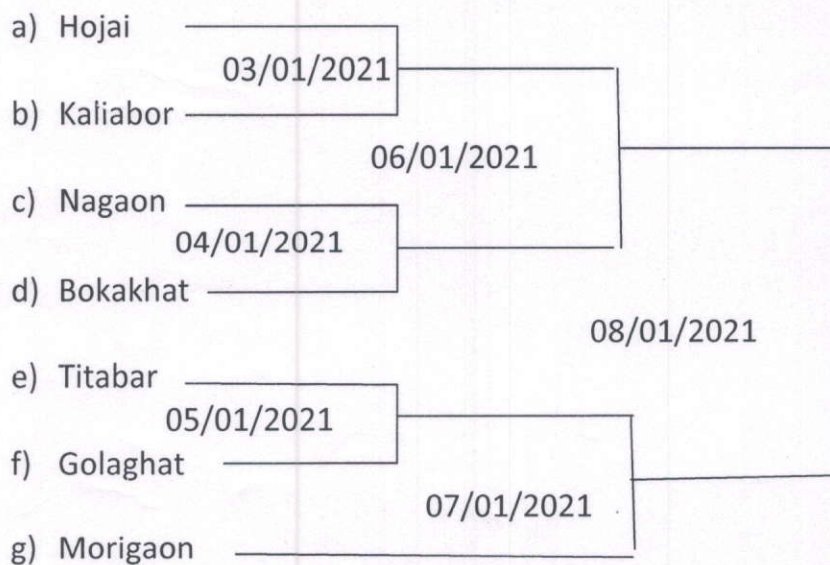 a) Hojai
03/01/2021
b) Kaliabor
06/01/2021
c) Nagaon
04/01/2021
d) Bokakhat
08/01/2021
e) Titabar
05/01/2021
f) Golaghat
07/01/2021
g) Morigaon